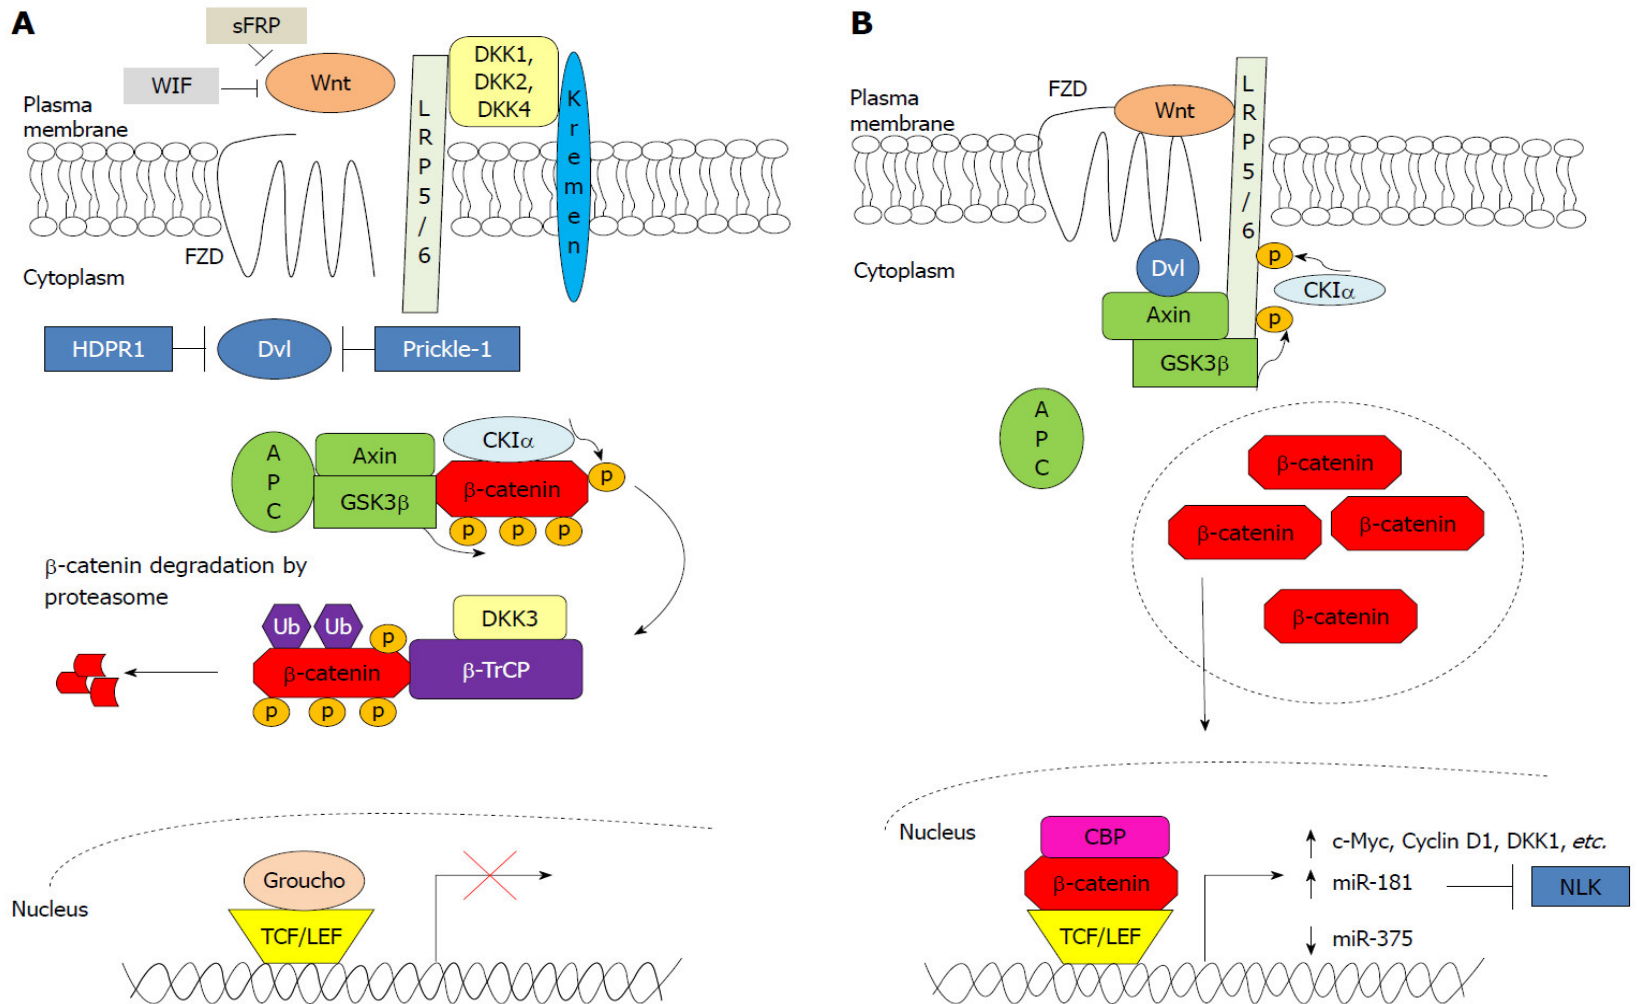 A
sFRP
WIF
Wnt
DKK1,
DKK2,
DKK4
Plasma
membrane
L
R
P
5
/
6
K
r
e
m
e
n
FZD
Cytoplasm
HDPR1
Dvl
Prickle-1
A
P
C
Axin
GSK3β
CKIα
β-catenin
p
p
p
p
β-catenin degradation by
proteasome
Ub
Ub
p
DKK3
β-catenin
β-TrCP
p
p
p
Groucho
Nucleus
TCF/LEF
B
FZD
Wnt
Plasma
membrane
L
R
P
5
/
6
Cytoplasm
Dvl
p
CKIα
Axin
p
GSK3β
A
P
C
β-catenin
β-catenin
β-catenin
β-catenin
Nucleus
CBP
c-Myc, Cyclin D1, DKK1, etc.
β-catenin
miR-181
NLK
TCF/LEF
miR-375